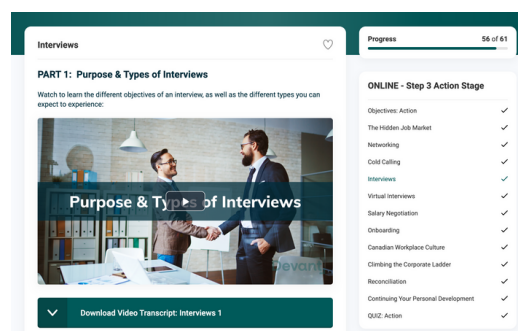 Interviews
PART 1: Purpose & Types of Interviews
Watch to learn the different objectives of an interview, as well as the different types you can
expect to experience:
Purpose & Types of Interviews
Devant
Download Video Transcript: Interviews 1
Progress
56 of 61
ONLINE - Step 3 Action Stage
Objectives: Action
The Hidden Job Market
Networking
Cold Calling
Interviews
Virtual Interviews
Salary Negotiation
Onboarding
Canadian Workplace Culture
Climbing the Corporate Ladder
Reconciliation
Continuing Your Personal Development
QUIZ: Action